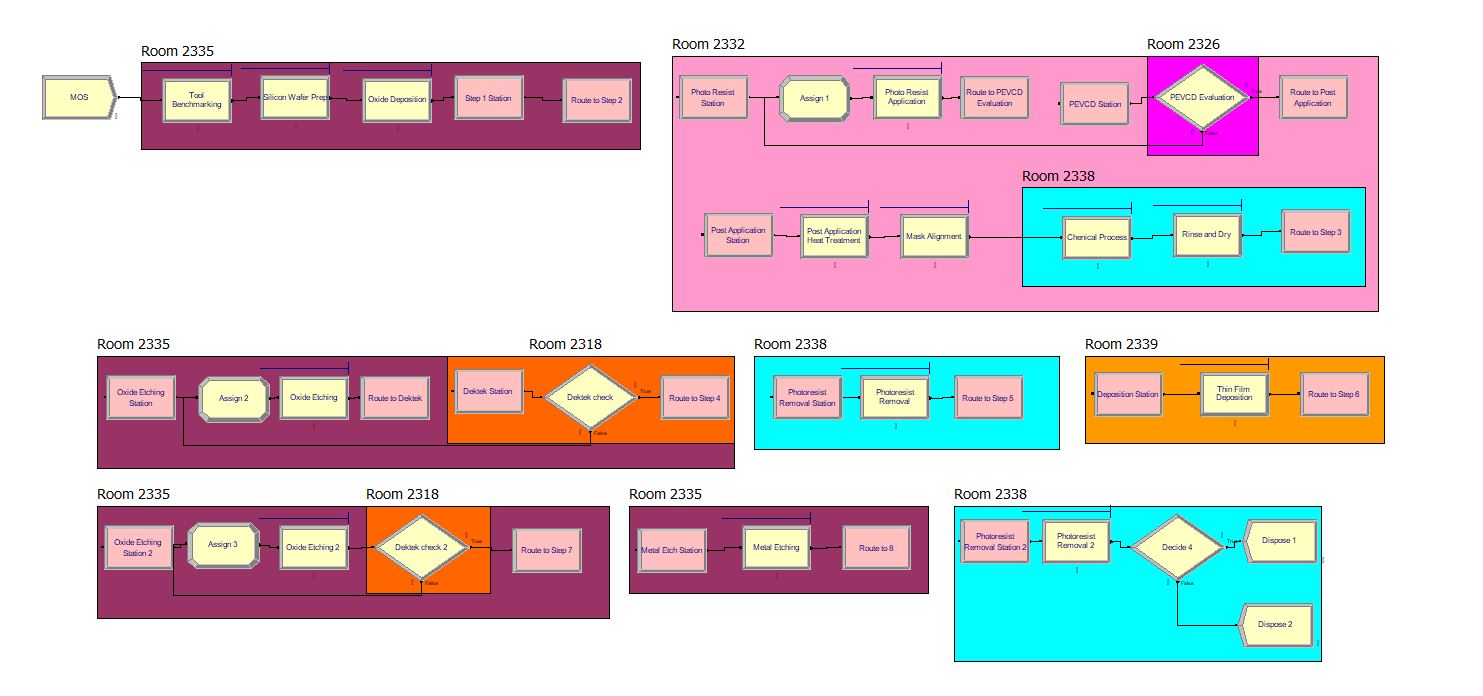 Room 2335
MOS
Tool
Benchmarking
Silicon Wafer Prep
Oxide Deposition
Step 1 Station
Route to Step 2
Room 2332
Room 2326
Photo Resist
Station
Assign 1
Photo Resist
Application
Route to PEVCD
Evaluation
PEVCD Station
PEVCD Evaluation
True
False
Route to Post
Application
Room 2338
Post Application
Station
Post Application
Heat Treatment
Mask Alignment
Chenical Process
Rinse and Dry
Route to Step 3
Room 2335
Room 2318
Oxide Etching
Station
Assign 2
Oxide Etching
Route to Dektek
Dektek Station
Dektek check
True
False
Route to Step 4
Room 2338
Photoresist
Removal Station
Photoresist
Removal
Route to Step 5
Room 2339
Deposition Station
Thin Film
Deposition
Route to Step 6
Room 2335
Room 2318
Oxide Etching
Station 2
Assign 3
Oxide Etching 2
Dektek check 2
True
False
Route to Step 7
Room 2335
Metal Etch Station
Metal Etching
Route to 8
Room 2338
Photoresist
Removal Station 2
Photoresist
Removal 2
Decide 4
True
False
Dispose 1
Dispose 2